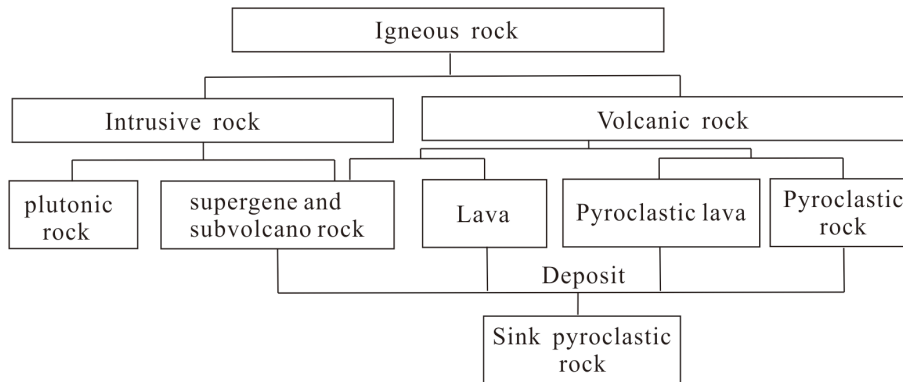 Igneous rock
Intrusive rock
Volcanic rock
plutonic
rock
supergene and
subvolcano rock
Lava
Pyroclastic lava
Pyroclastic
rock
Deposit
Sink pyroclastic
rock